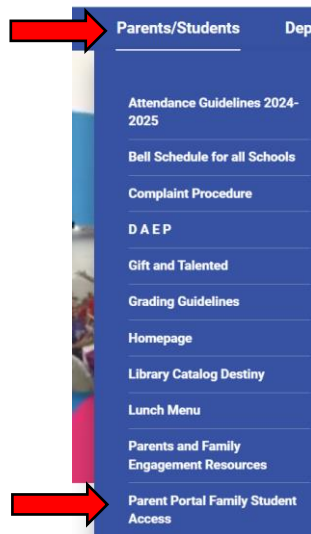 Parents/Students Dep
Attendance Guidelines 2024-
2025
Bell Schedule for all Schools
Complaint Procedure
D A E P
Gift and Talented
Grading Guidelines
Homepage
Library Catalog Destiny
Lunch Menu
Parents and Family
Engagement Resources
Parent Portal Family Student
Access